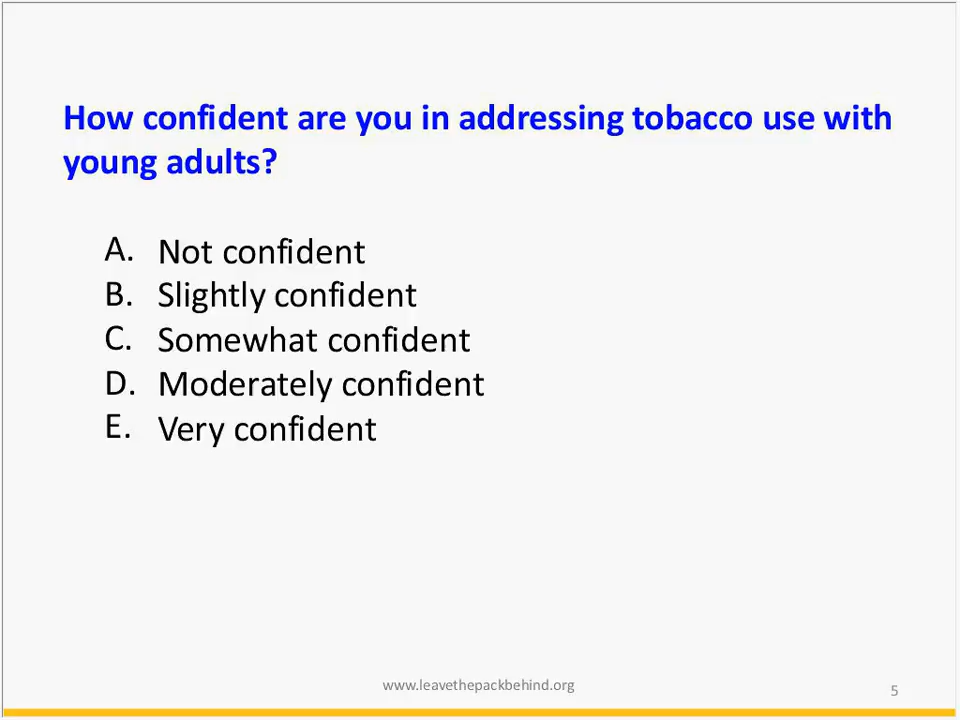 How confident are you in addressing tobacco use with
young adults?
A. Not confident
B. Slightly confident
C. Somewhat confident
D. Moderately confident
E. Very confident
www.leavethepackbehind.org
5